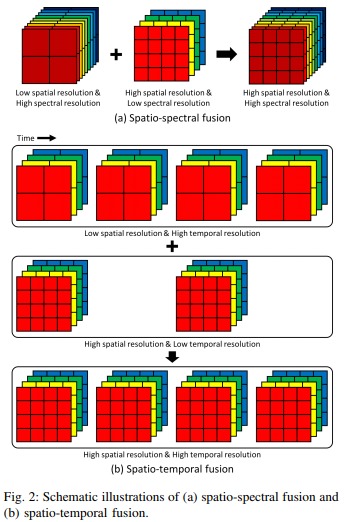 Low spatial resolution &
High spectral resolution
High spatial resolution &
Low spectral resolution
High spatial resolution &
High spectral resolution
(a) Spatio-spectral fusion
Time
Low spatial resolution & High temporal resolution
High spatial resolution & Low temporal resolution
High spatial resolution & High temporal resolution
(b) Spatio-temporal fusion
Fig. 2: Schematic illustrations of (a) spatio-spectral fusion and
(b) spatio-temporal fusion.